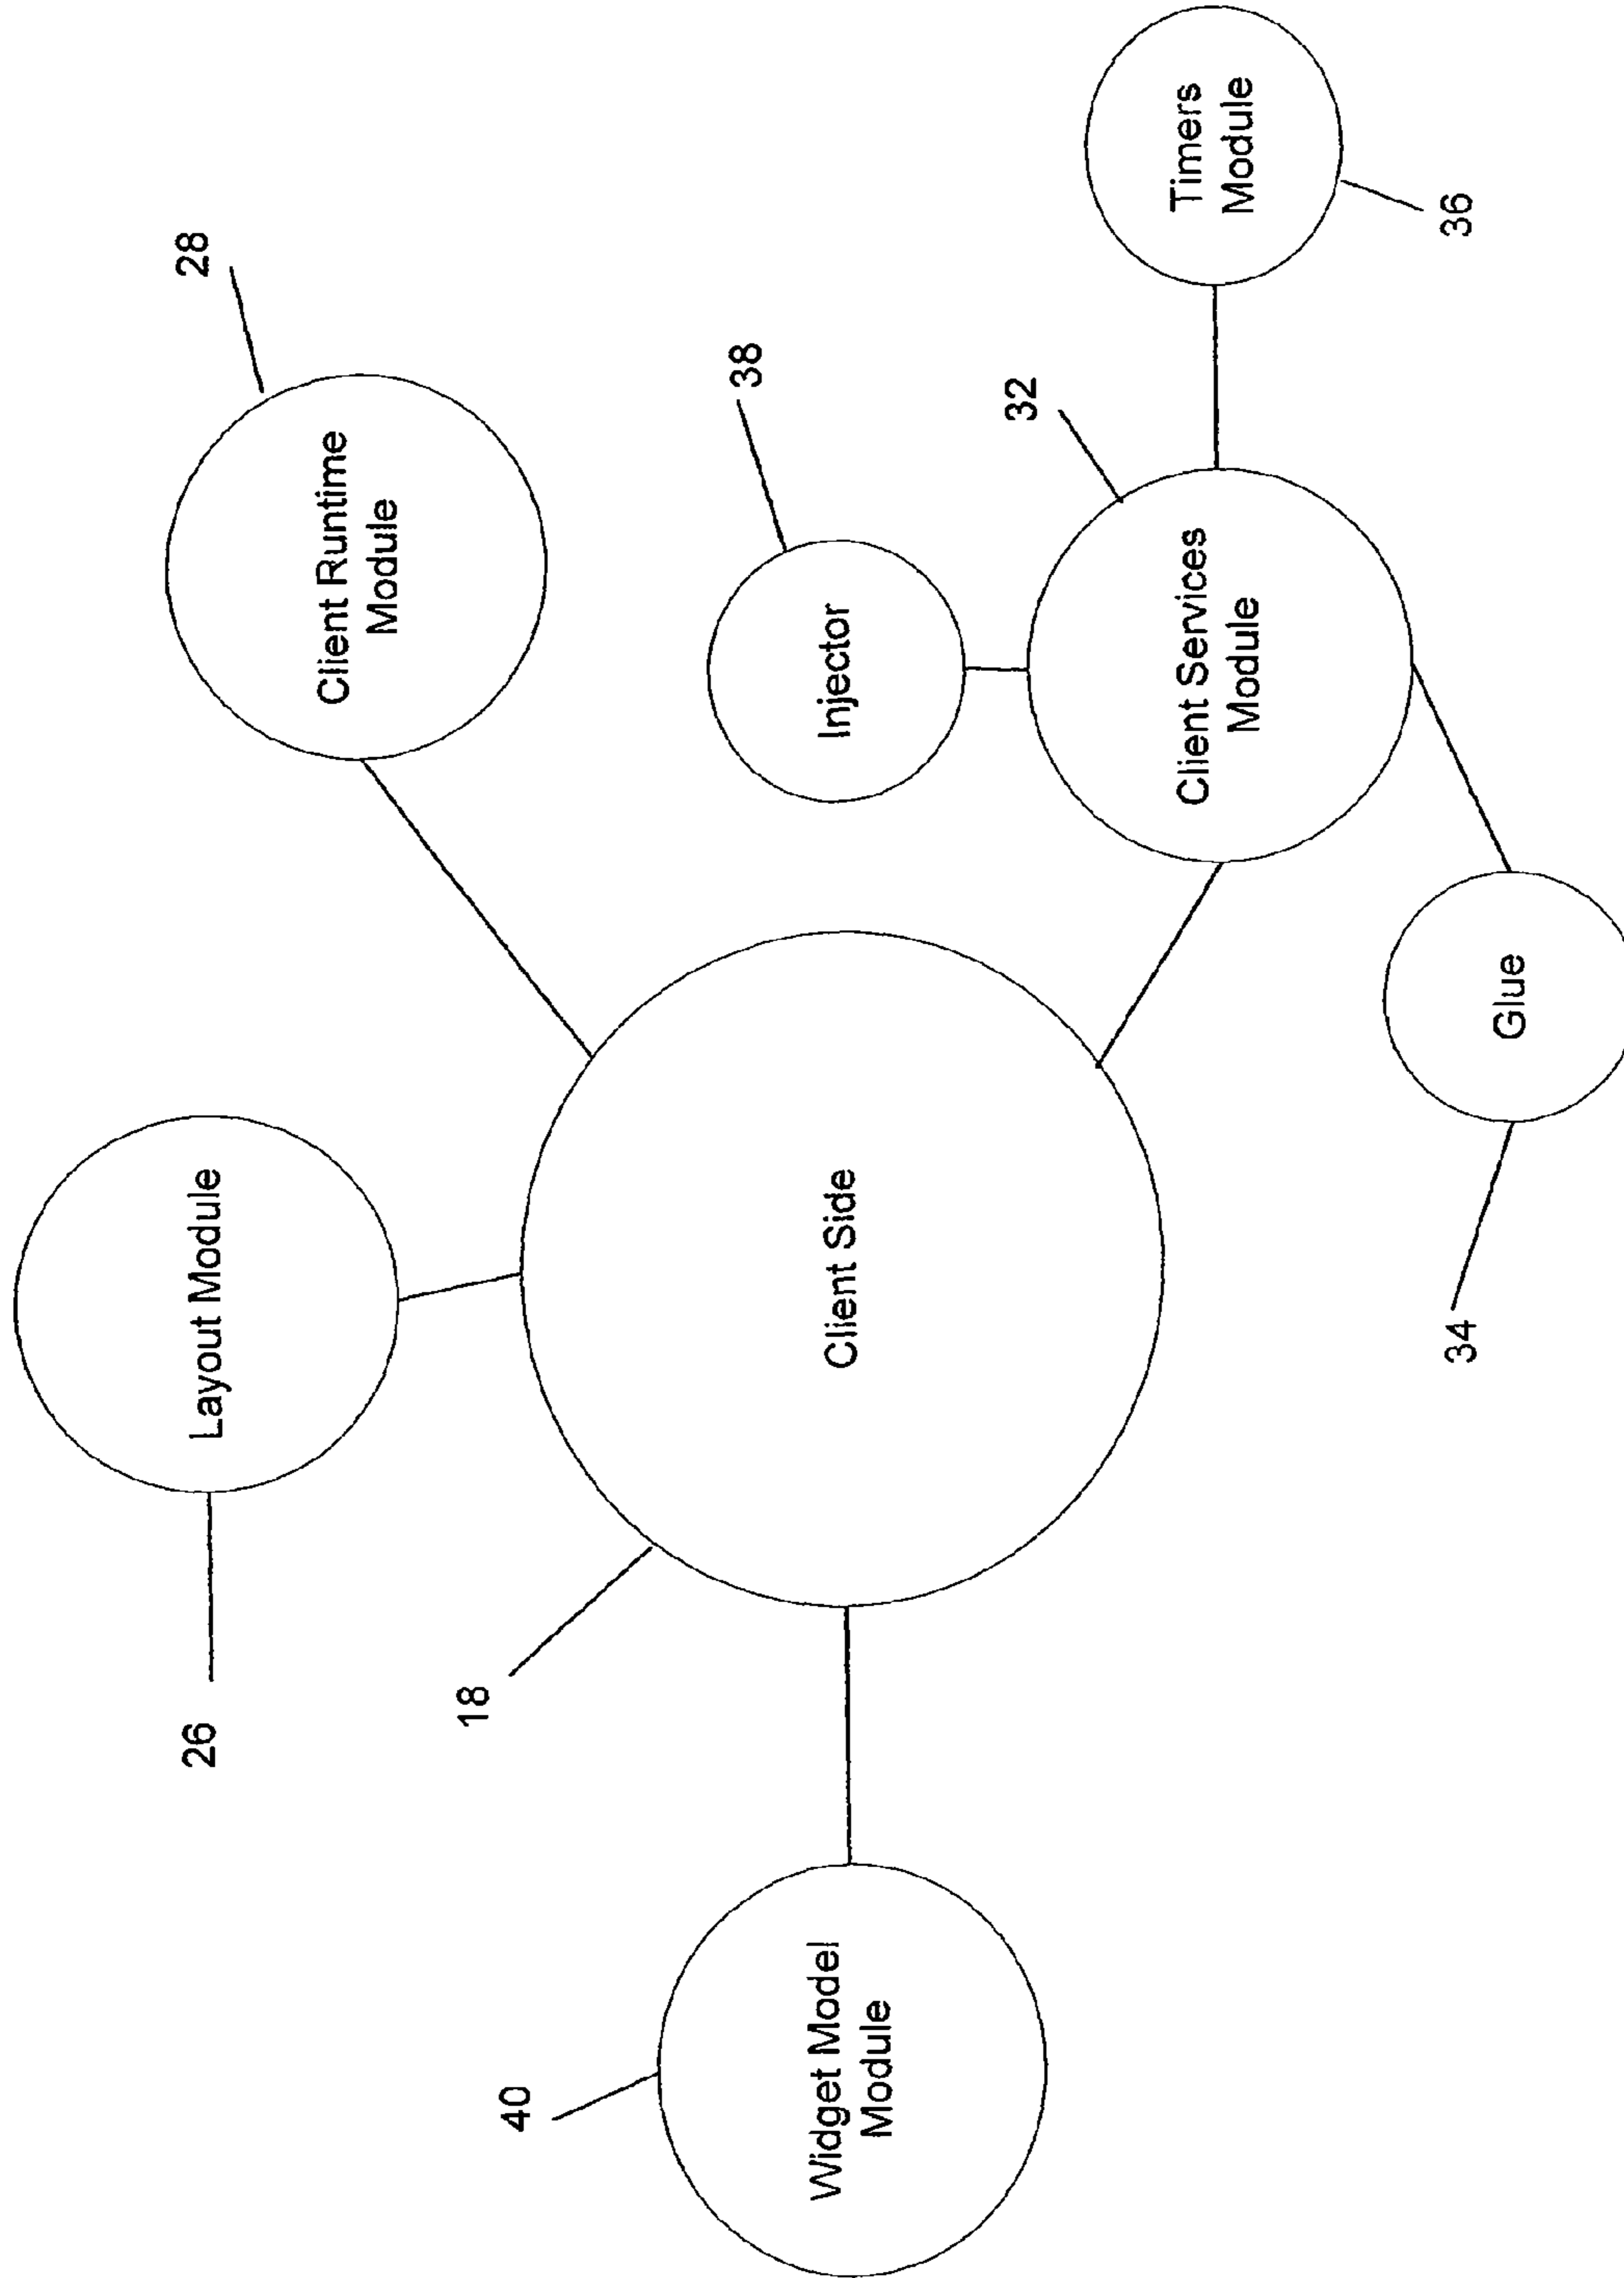 26
Layout Module
28
Client Runtime
Module
18
38
Injector
40
Widget Model
Module
Client Side
32
Client Services
Module
Timers
Module
36
34
Glue